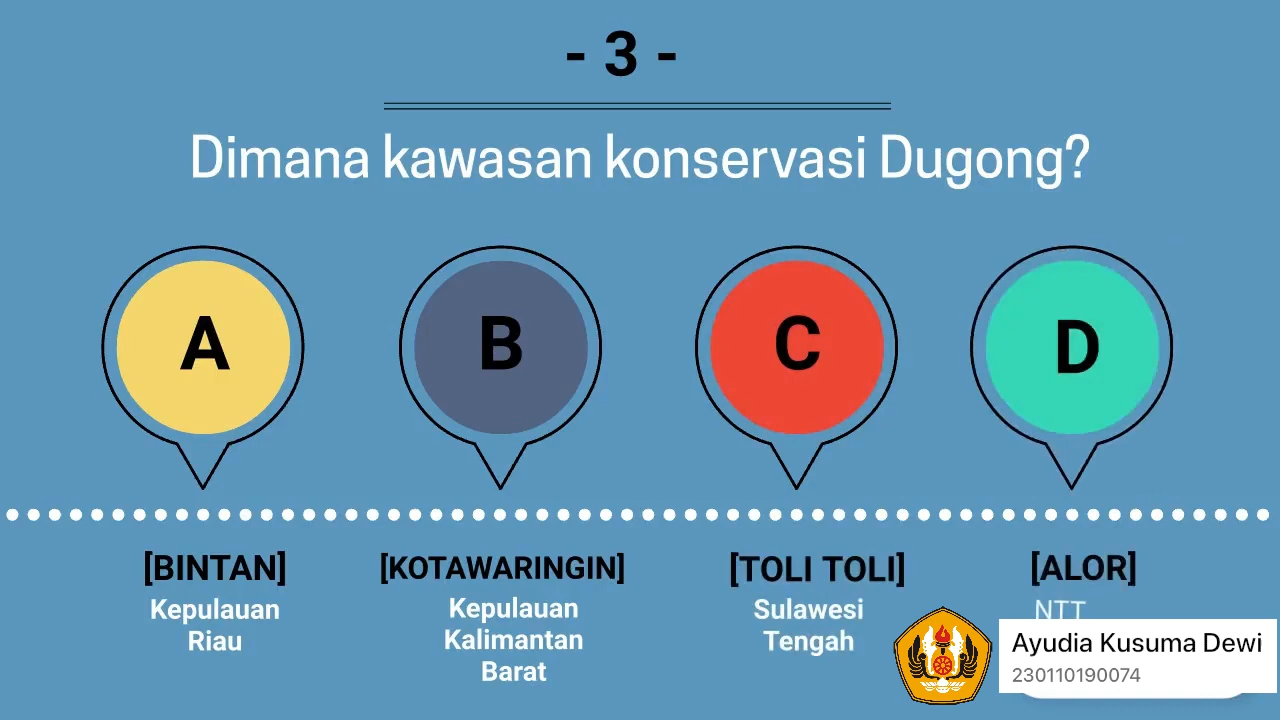 - 3 -
Dimana kawasan konservasi Dugong?
A
B
C
D
[BINTAN]
Kepulauan
Riau
[KOTAWARINGIN]
Kepulauan
Kalimantan
Barat
[TOLI TOLI]
Sulawesi
Tengah
[ALOR]
NTT
Ayudia Kusuma Dewi
230110190074